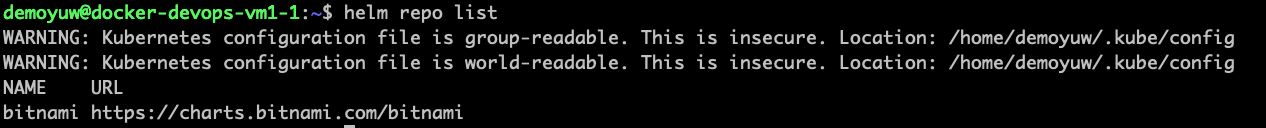 demoyuw@docker-devops-vm1-1:~$ helm repo list
WARNING: Kubernetes configuration file is group-readable. This is insecure. Location: /home/demoyuw/.kube/config
WARNING: Kubernetes configuration file is world-readable. This is insecure. Location: /home/demoyuw/.kube/config
NAME    URL
bitnami https://charts.bitnami.com/bitnami